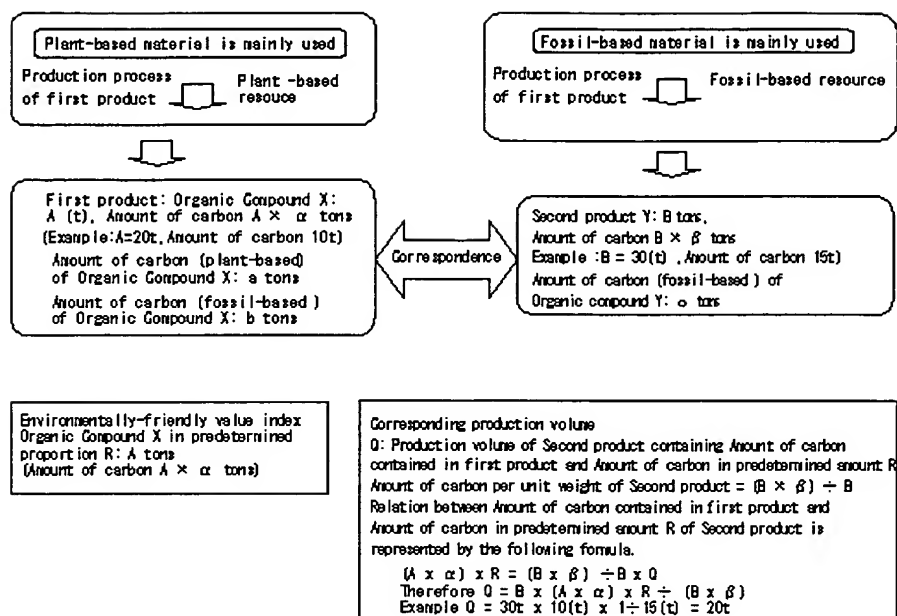 Plant-based material is mainly used
Production process
of first product
Plant -based
resouce
Fossil-based material is mainly used
Production process
of first product
Fossil-based resource
First product: Organic Compound X:
A (t), Amount of carbon A × α tons
(Example:A=20t, Amount of carbon 10t)
Amount of carbon (plant-based)
of Organic Compound X: a tons
Amount of carbon (fossil-based )
of Organic Compound X: b tons
Correspondence
Second product Y: B tons,
Amount of carbon B × β tons
Example :B = 30(t) , Amount of carbon 15t)
Amount of carbon (fossil-based ) of
Organic compound Y: c tons
Environmentally-friendly value index
Organic Compound X in predetermined
proportion R: A tons
(Amount of carbon A × α tons)
Corresponding production volume
Q: Production volume of Second product containing Amount of carbon
contained in first product and Amount of carbon in predetermined amount R
Amount of carbon per unit weight of Second product = (B × β) ÷ B
Relation between Amount of carbon contained in first product and
Amount of carbon in predetermined amount R of Second product is
represented by the following formula.
(A x α) x R = (B x β) ÷B x Q
Therefore Q = B x (A x α) x R ÷ (B x β)
Example Q = 30t x 10(t) x 1÷15(t) = 20t